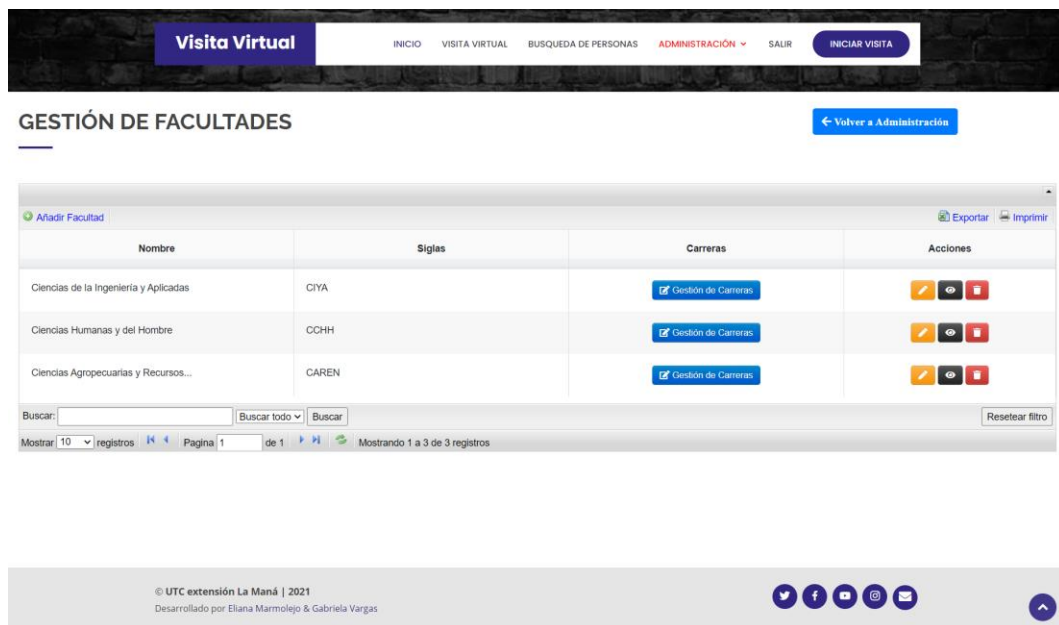 Visita Virtual
INICIO VISITA VIRTUAL BUSQUEDA DE PERSONAS ADMINISTRACIÓN SALIR INICIAR VISITA
GESTIÓN DE FACULTADES
Volver a Administración
Añadir Facultad Exportar Imprimir
Nombre Siglas Carreras Acciones
Ciencias de la Ingeniería y Aplicadas CIYA Gestión de Carreras
Ciencias Humanas y del Hombre CCHH Gestión de Carreras
Ciencias Agropecuarias y Recursos... CAREN Gestión de Carreras
Buscar: Buscar todo Buscar Resetear filtro
Mostrar 10 registros Pagina 1 de 1 Mostrando 1 a 3 de 3 registros
© UTC extensión La Maná | 2021
Desarrollado por Eliana Marmolejo & Gabriela Vargas